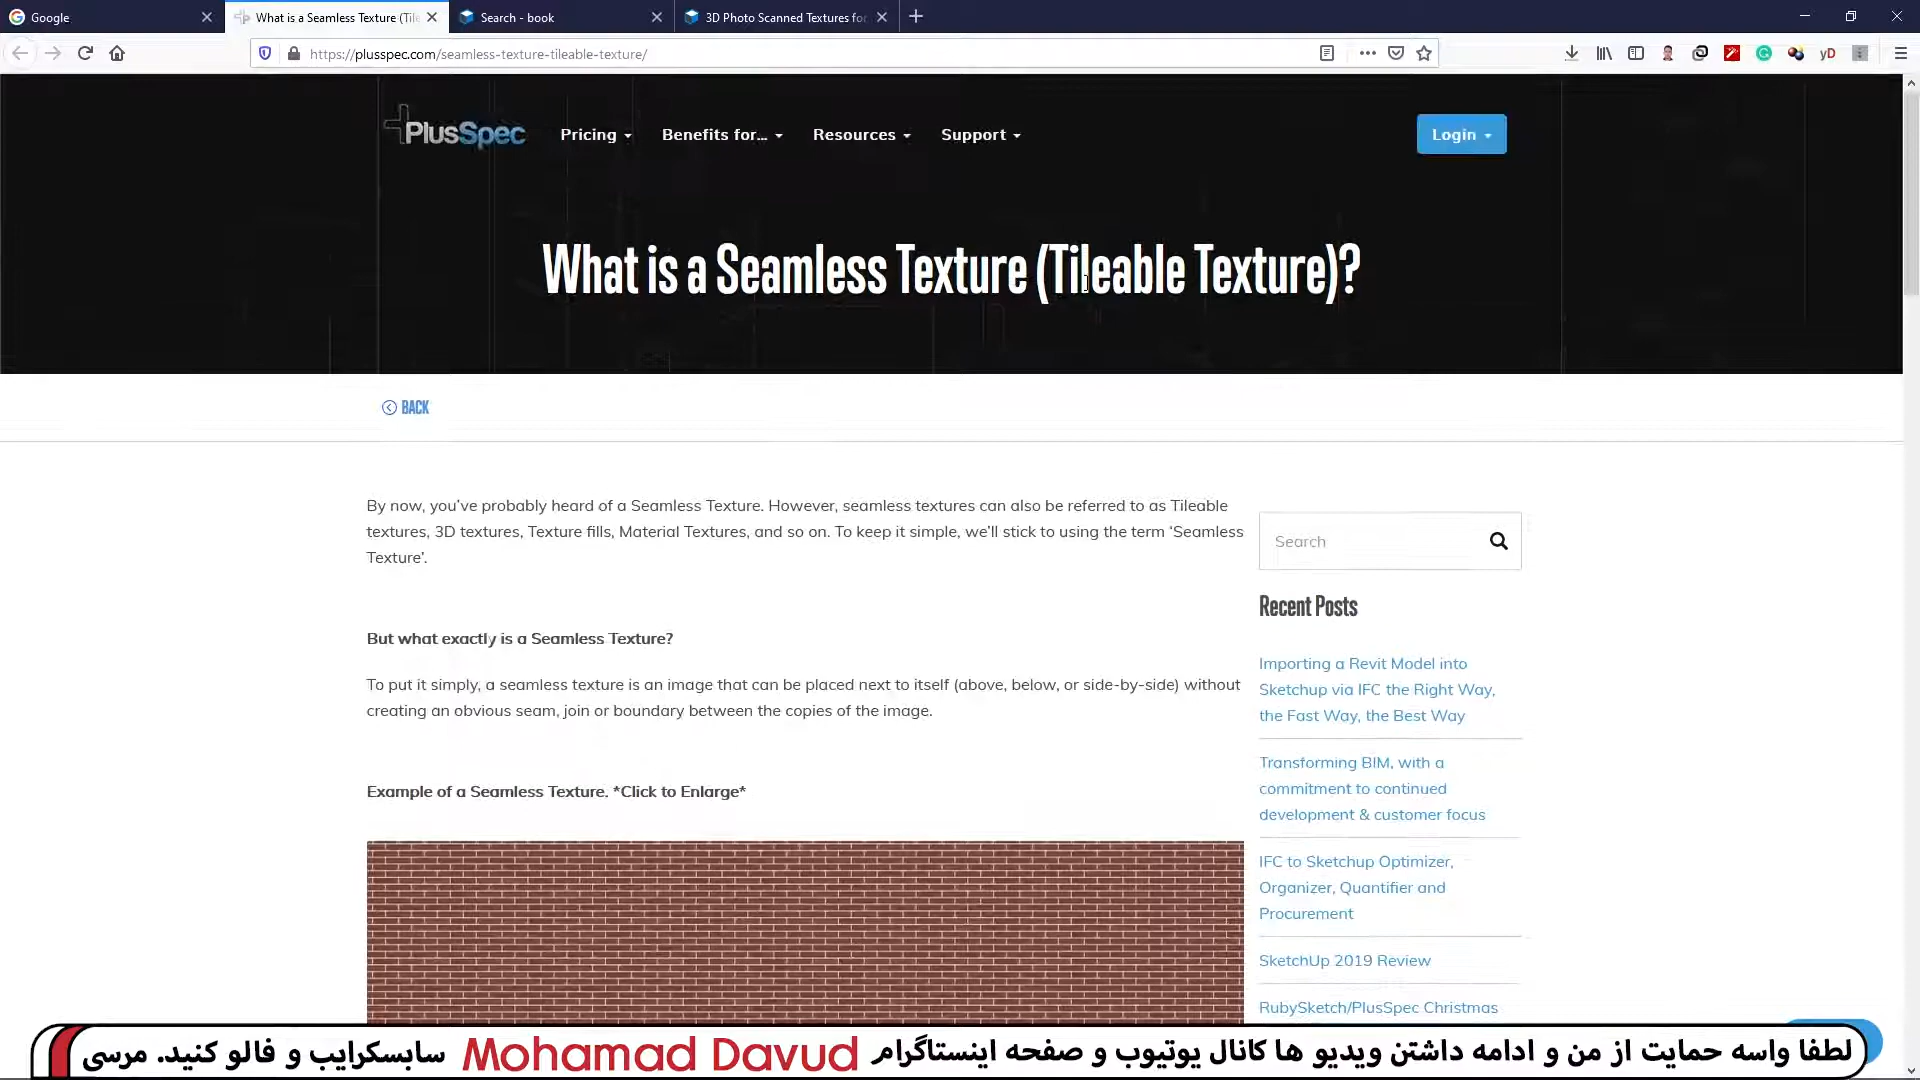 Google
What is a Seamless Texture (Tile
Search - book
3D Photo Scanned Textures fo
https://plusspec.com/seamless-texture-tileable-texture/
yD
PlusSpec
Pricing
Benefits for...
Resources
Support
Login
What is a Seamless Texture (Tileable Texture)?
BACK
By now, you’ve probably heard of a Seamless Texture. However, seamless textures can also be referred to as Tileable
textures, 3D textures, Texture fills, Material Textures, and so on. To keep it simple, we’ll stick to using the term ‘Seamless
Texture’.
But what exactly is a Seamless Texture?
To put it simply, a seamless texture is an image that can be placed next to itself (above, below, or side-by-side) without
creating an obvious seam, join or boundary between the copies of the image.
Example of a Seamless Texture. *Click to Enlarge*
Search
Recent Posts
Importing a Revit Model into
Sketchup via IFC the Right Way,
the Fast Way, the Best Way
Transforming BIM, with a
commitment to continued
development & customer focus
IFC to Sketchup Optimizer,
Organizer, Quantifier and
Procurement
SketchUp 2019 Review
RubySketch/PlusSpec Christmas
لطفا واسه حمایت از من و ادامه داشتن ویدیو ها کانال یوتیوب و صفحه اینستاگرام Mohamad Davud سابسکرایب و فالو کنید. مرسی